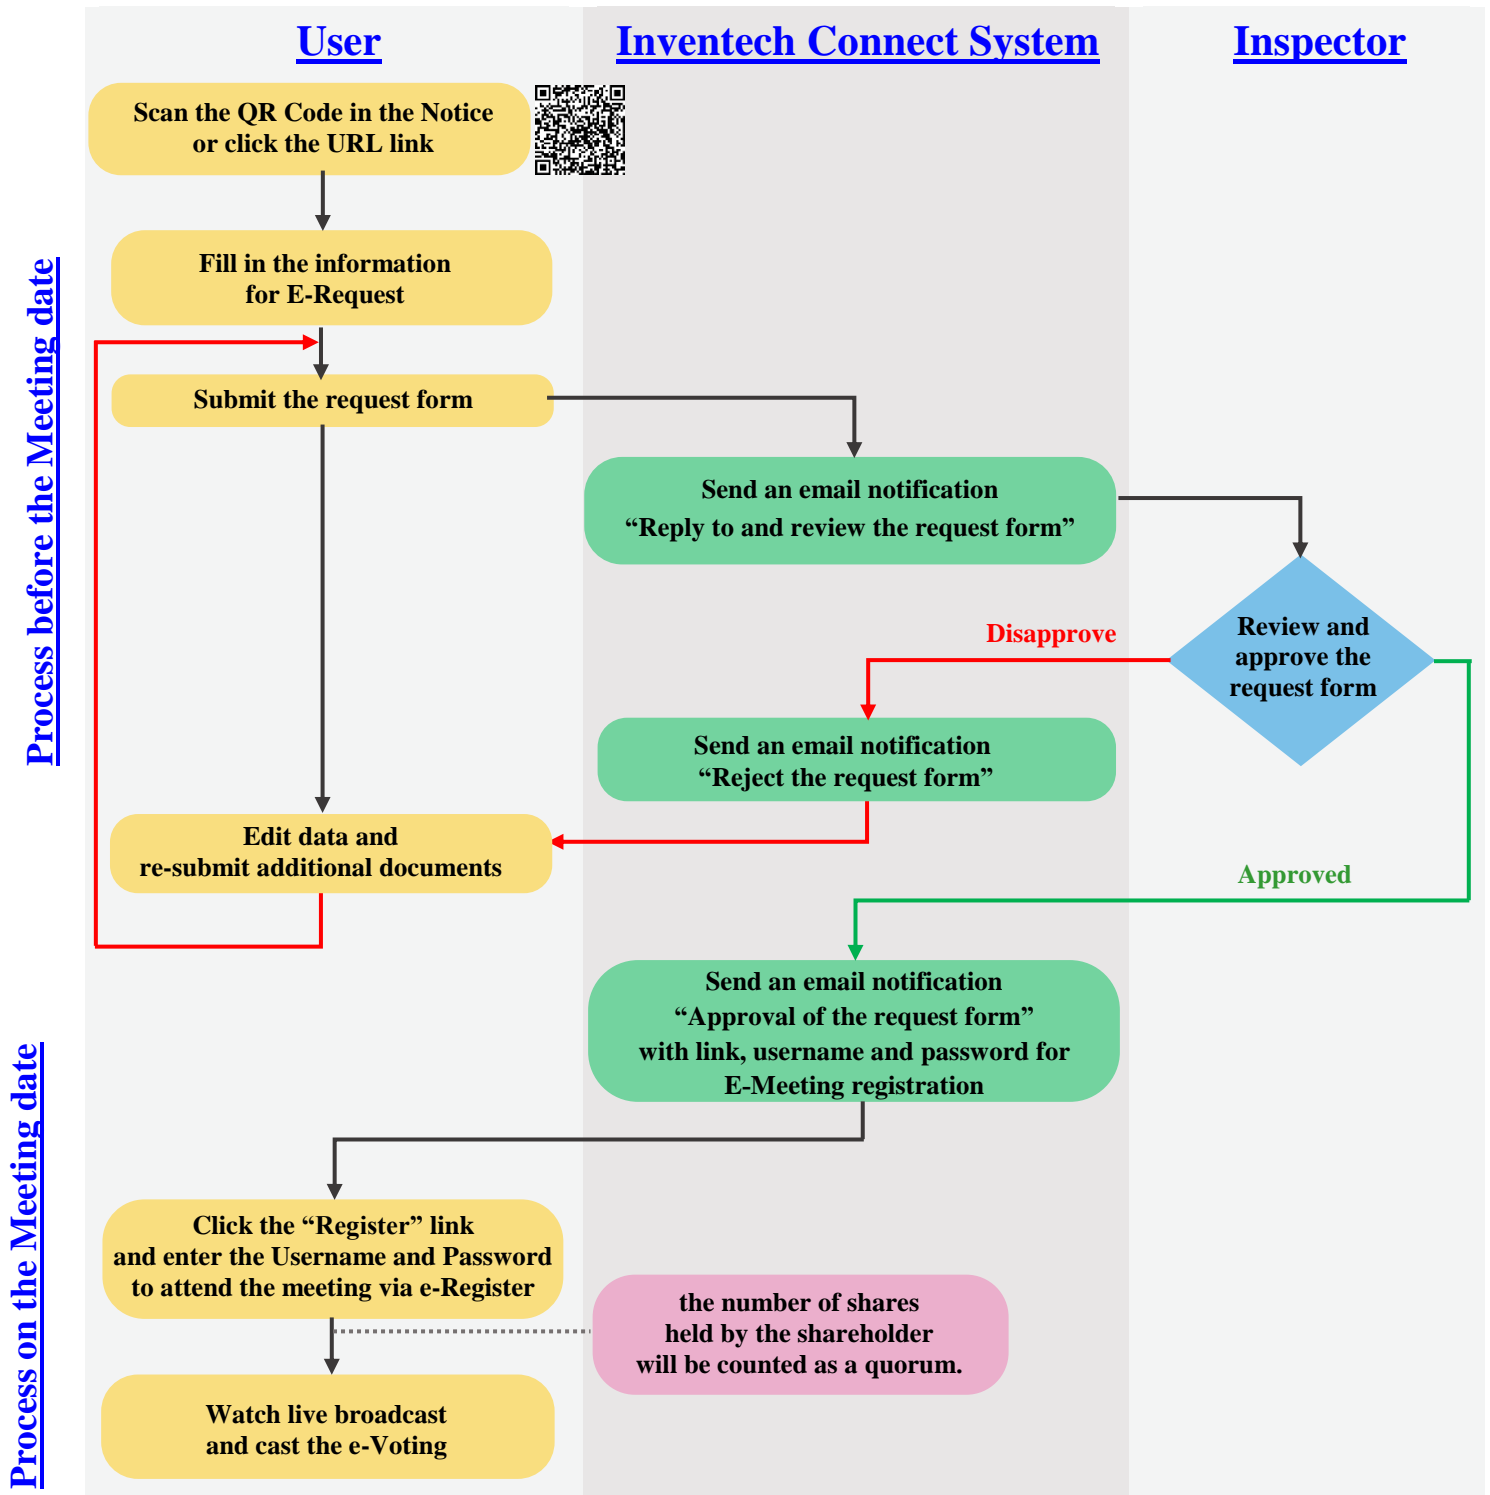 User
Inventech Connect System
Inspector
Scan the QR Code in the Notice
or click the URL link
Process before the Meeting date
Fill in the information
for E-Request
Submit the request form
Send an email notification
“Reply to and review the request form”
Review and
approve the
request form
Disapprove
Send an email notification
“Reject the request form”
Edit data and
re-submit additional documents
Approved
Send an email notification
“Approval of the request form”
with link, username and password for
E-Meeting registration
Process on the Meeting date
Click the “Register” link
and enter the Username and Password
to attend the meeting via e-Register
the number of shares
held by the shareholder
will be counted as a quorum.
Watch live broadcast
and cast the e-Voting